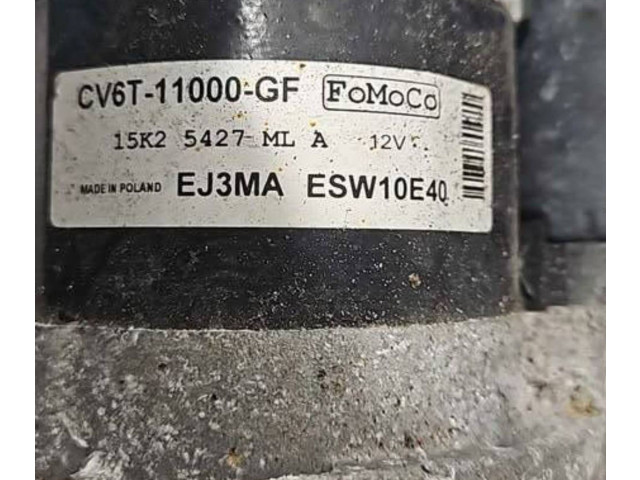 CV6T-11000-GF FoMoCo
15K2 5427 ML A 12V
MADE IN POLAND EJ3MA ESW10E40